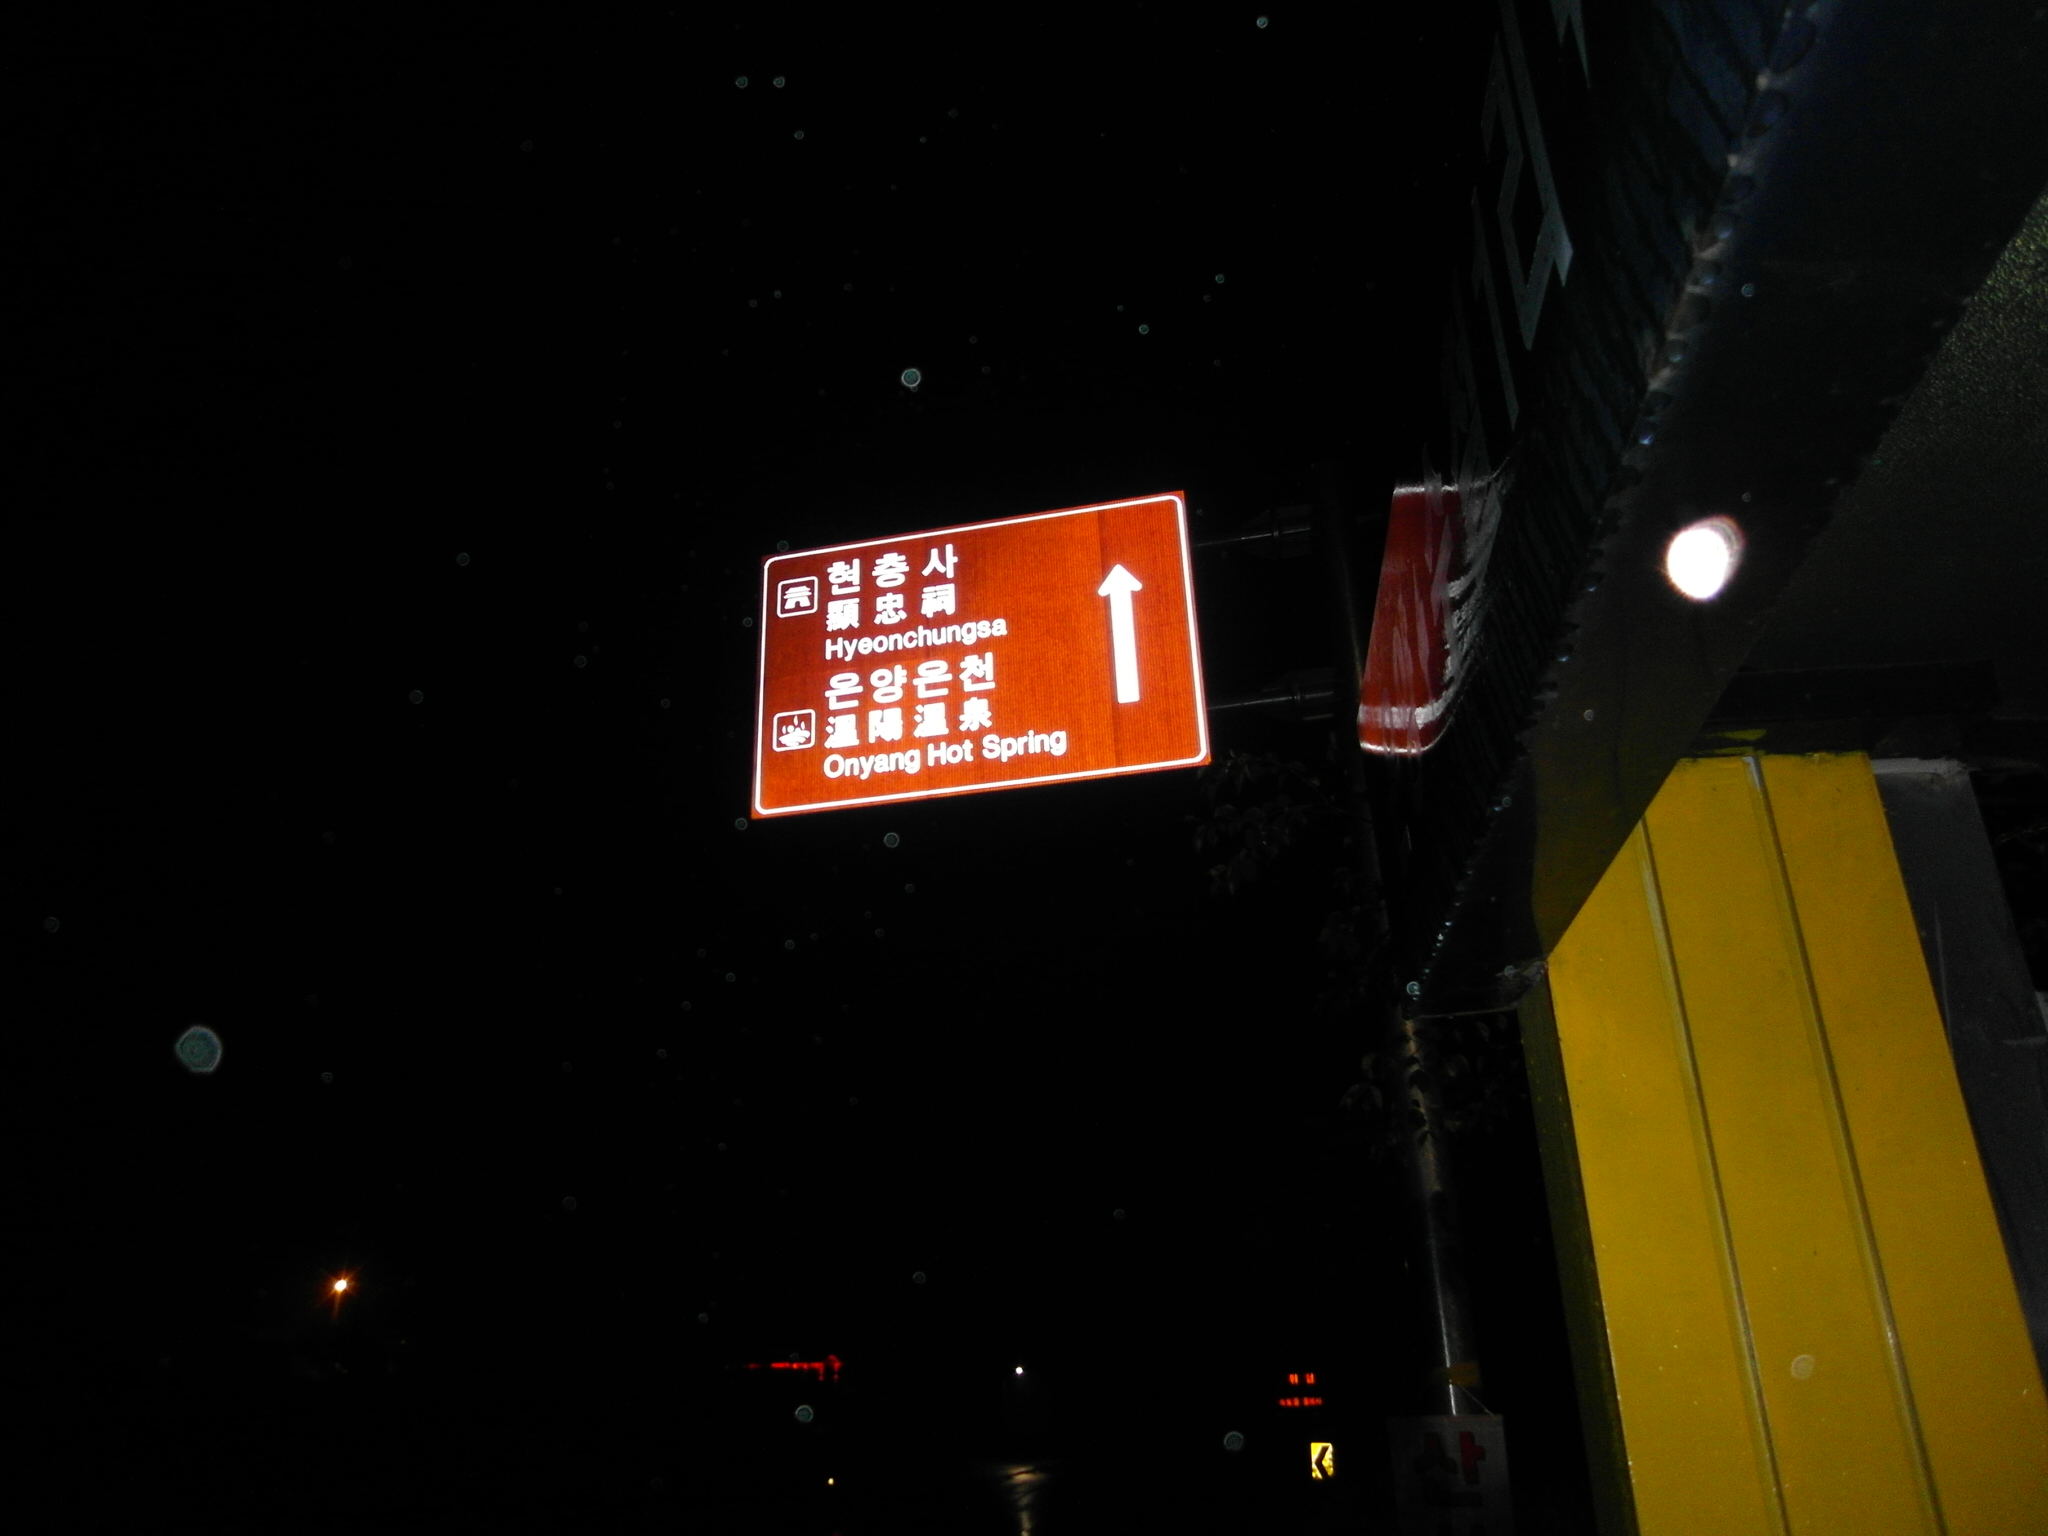 현충사
顯忠祠
Hyeonchungsa
온양온천
溫陽溫泉
Onyang Hot Spring